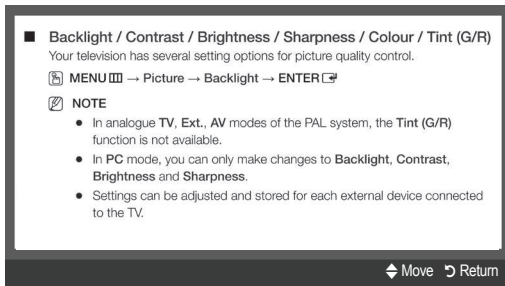 ■ Backlight / Contrast / Brightness / Sharpness / Colour / Tint (G/R)
Your television has several setting options for picture quality control.
MENU → Picture → Backlight → ENTER
NOTE
● In analogue TV, Ext., AV modes of the PAL system, the Tint (G/R)
function is not available.
● In PC mode, you can only make changes to Backlight, Contrast,
Brightness and Sharpness.
● Settings can be adjusted and stored for each external device connected
to the TV.
Move Return